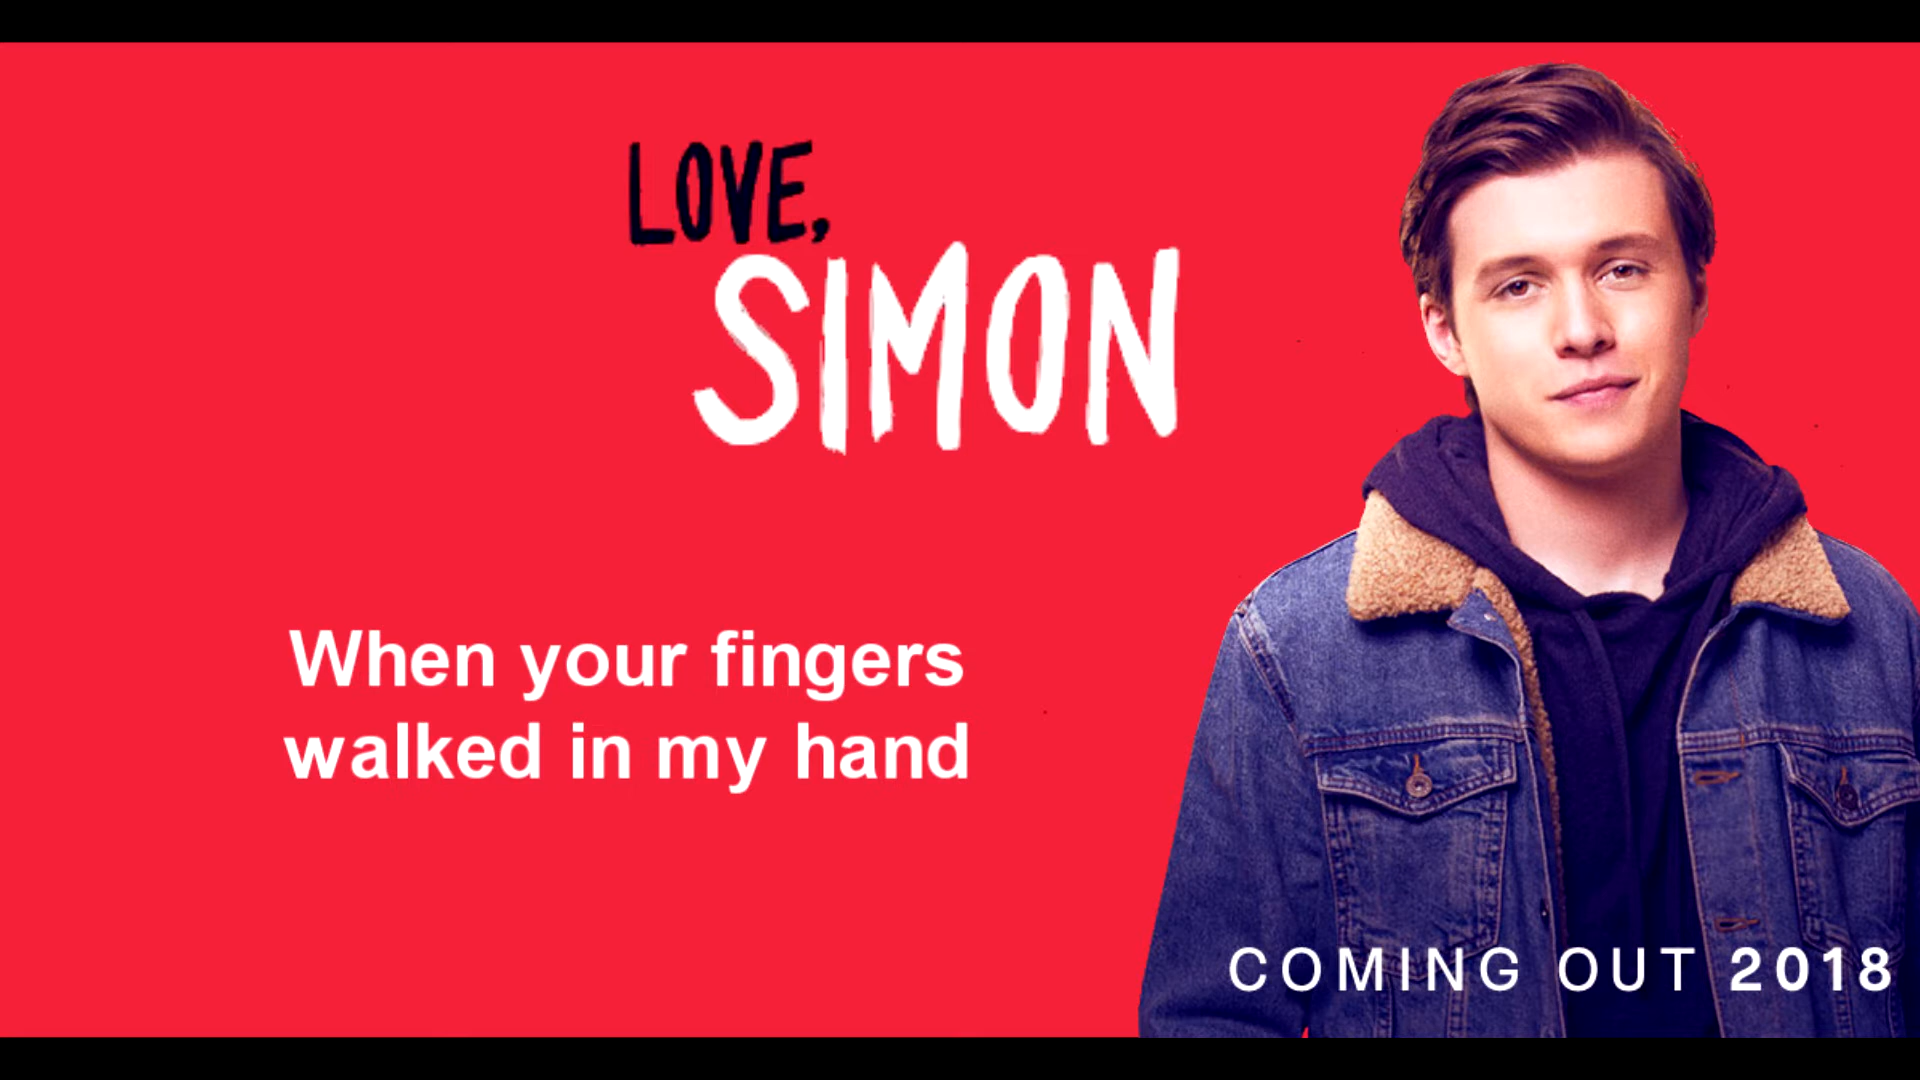 LOVE,
SIMON
When your fingers
walked in my hand
COMING OUT 2018